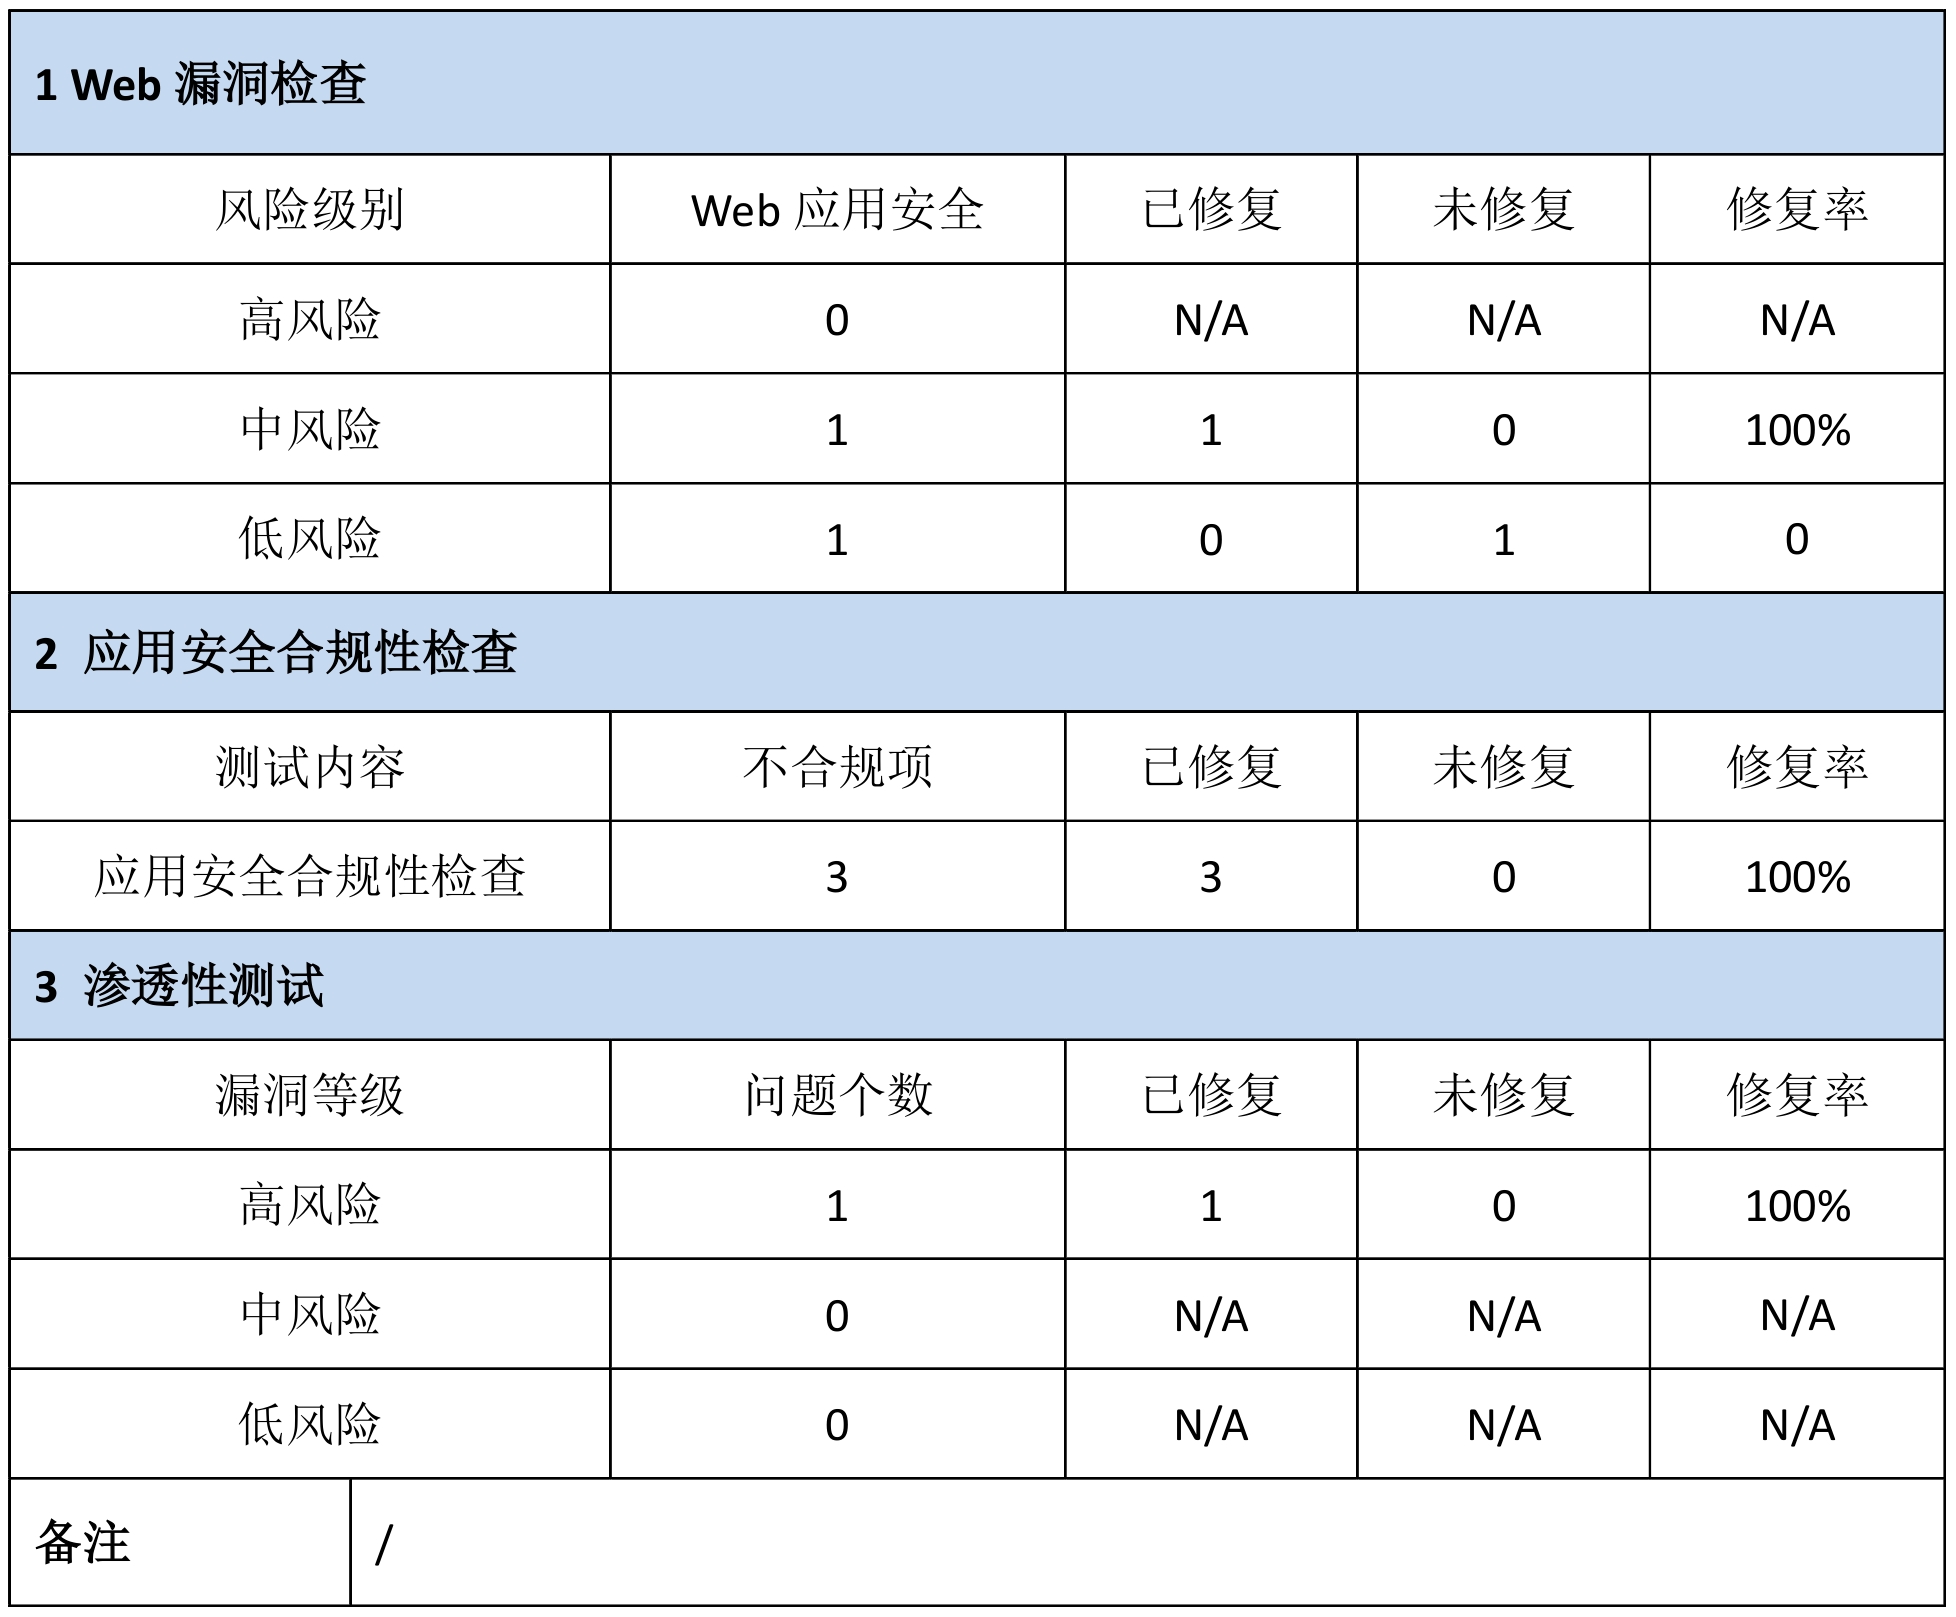 1 Web 漏洞检查
风险级别 Web 应用安全 已修复 未修复 修复率
高风险 0 N/A N/A N/A
中风险 1 1 0 100%
低风险 1 0 1 0
2 应用安全合规性检查
测试内容 不合规项 已修复 未修复 修复率
应用安全合规性检查 3 3 0 100%
3 渗透性测试
漏洞等级 问题个数 已修复 未修复 修复率
高风险 1 1 0 100%
中风险 0 N/A N/A N/A
低风险 0 N/A N/A N/A
备注 /